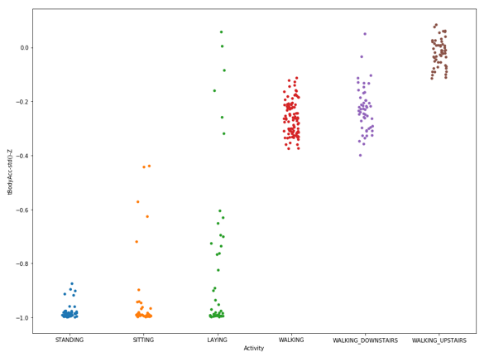 0.0
−0.2
−0.4
−0.6
−0.8
−1.0
tBodyAcc-std()-Z
STANDING SITTING LAYING WALKING WALKING_DOWNSTAIRS WALKING_UPSTAIRS
Activity